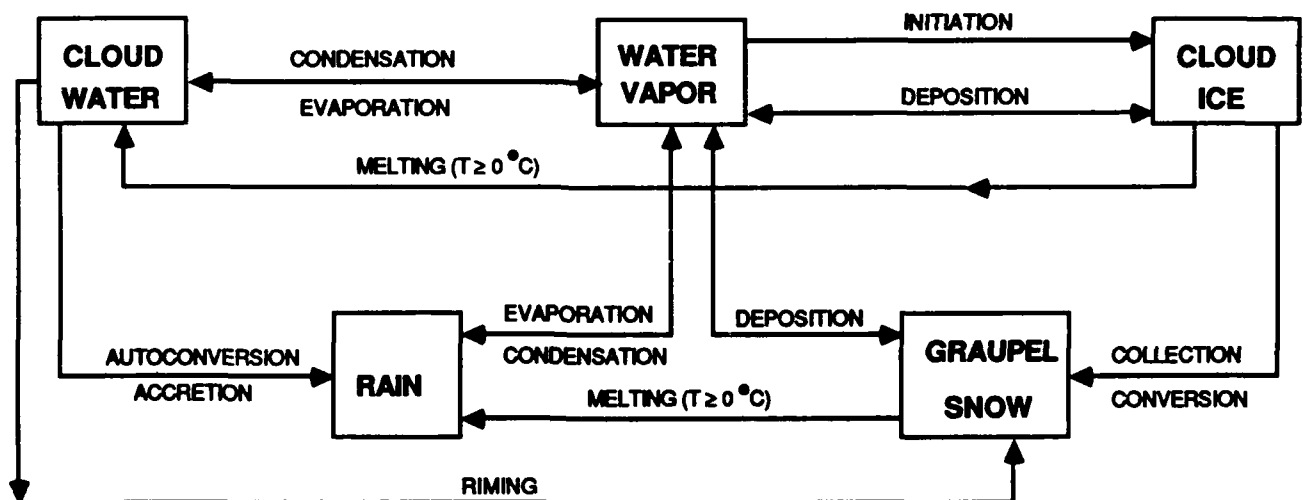 INITIATION
CLOUD
WATER
CONDENSATION
EVAPORATION
WATER
VAPOR
DEPOSITION
CLOUD
ICE
MELTING (T ≥ 0 °C)
EVAPORATION
CONDENSATION
DEPOSITION
AUTOCONVERSION
ACCRETION
RAIN
MELTING (T ≥ 0 °C)
GRAUPEL
SNOW
COLLECTION
CONVERSION
RIMING